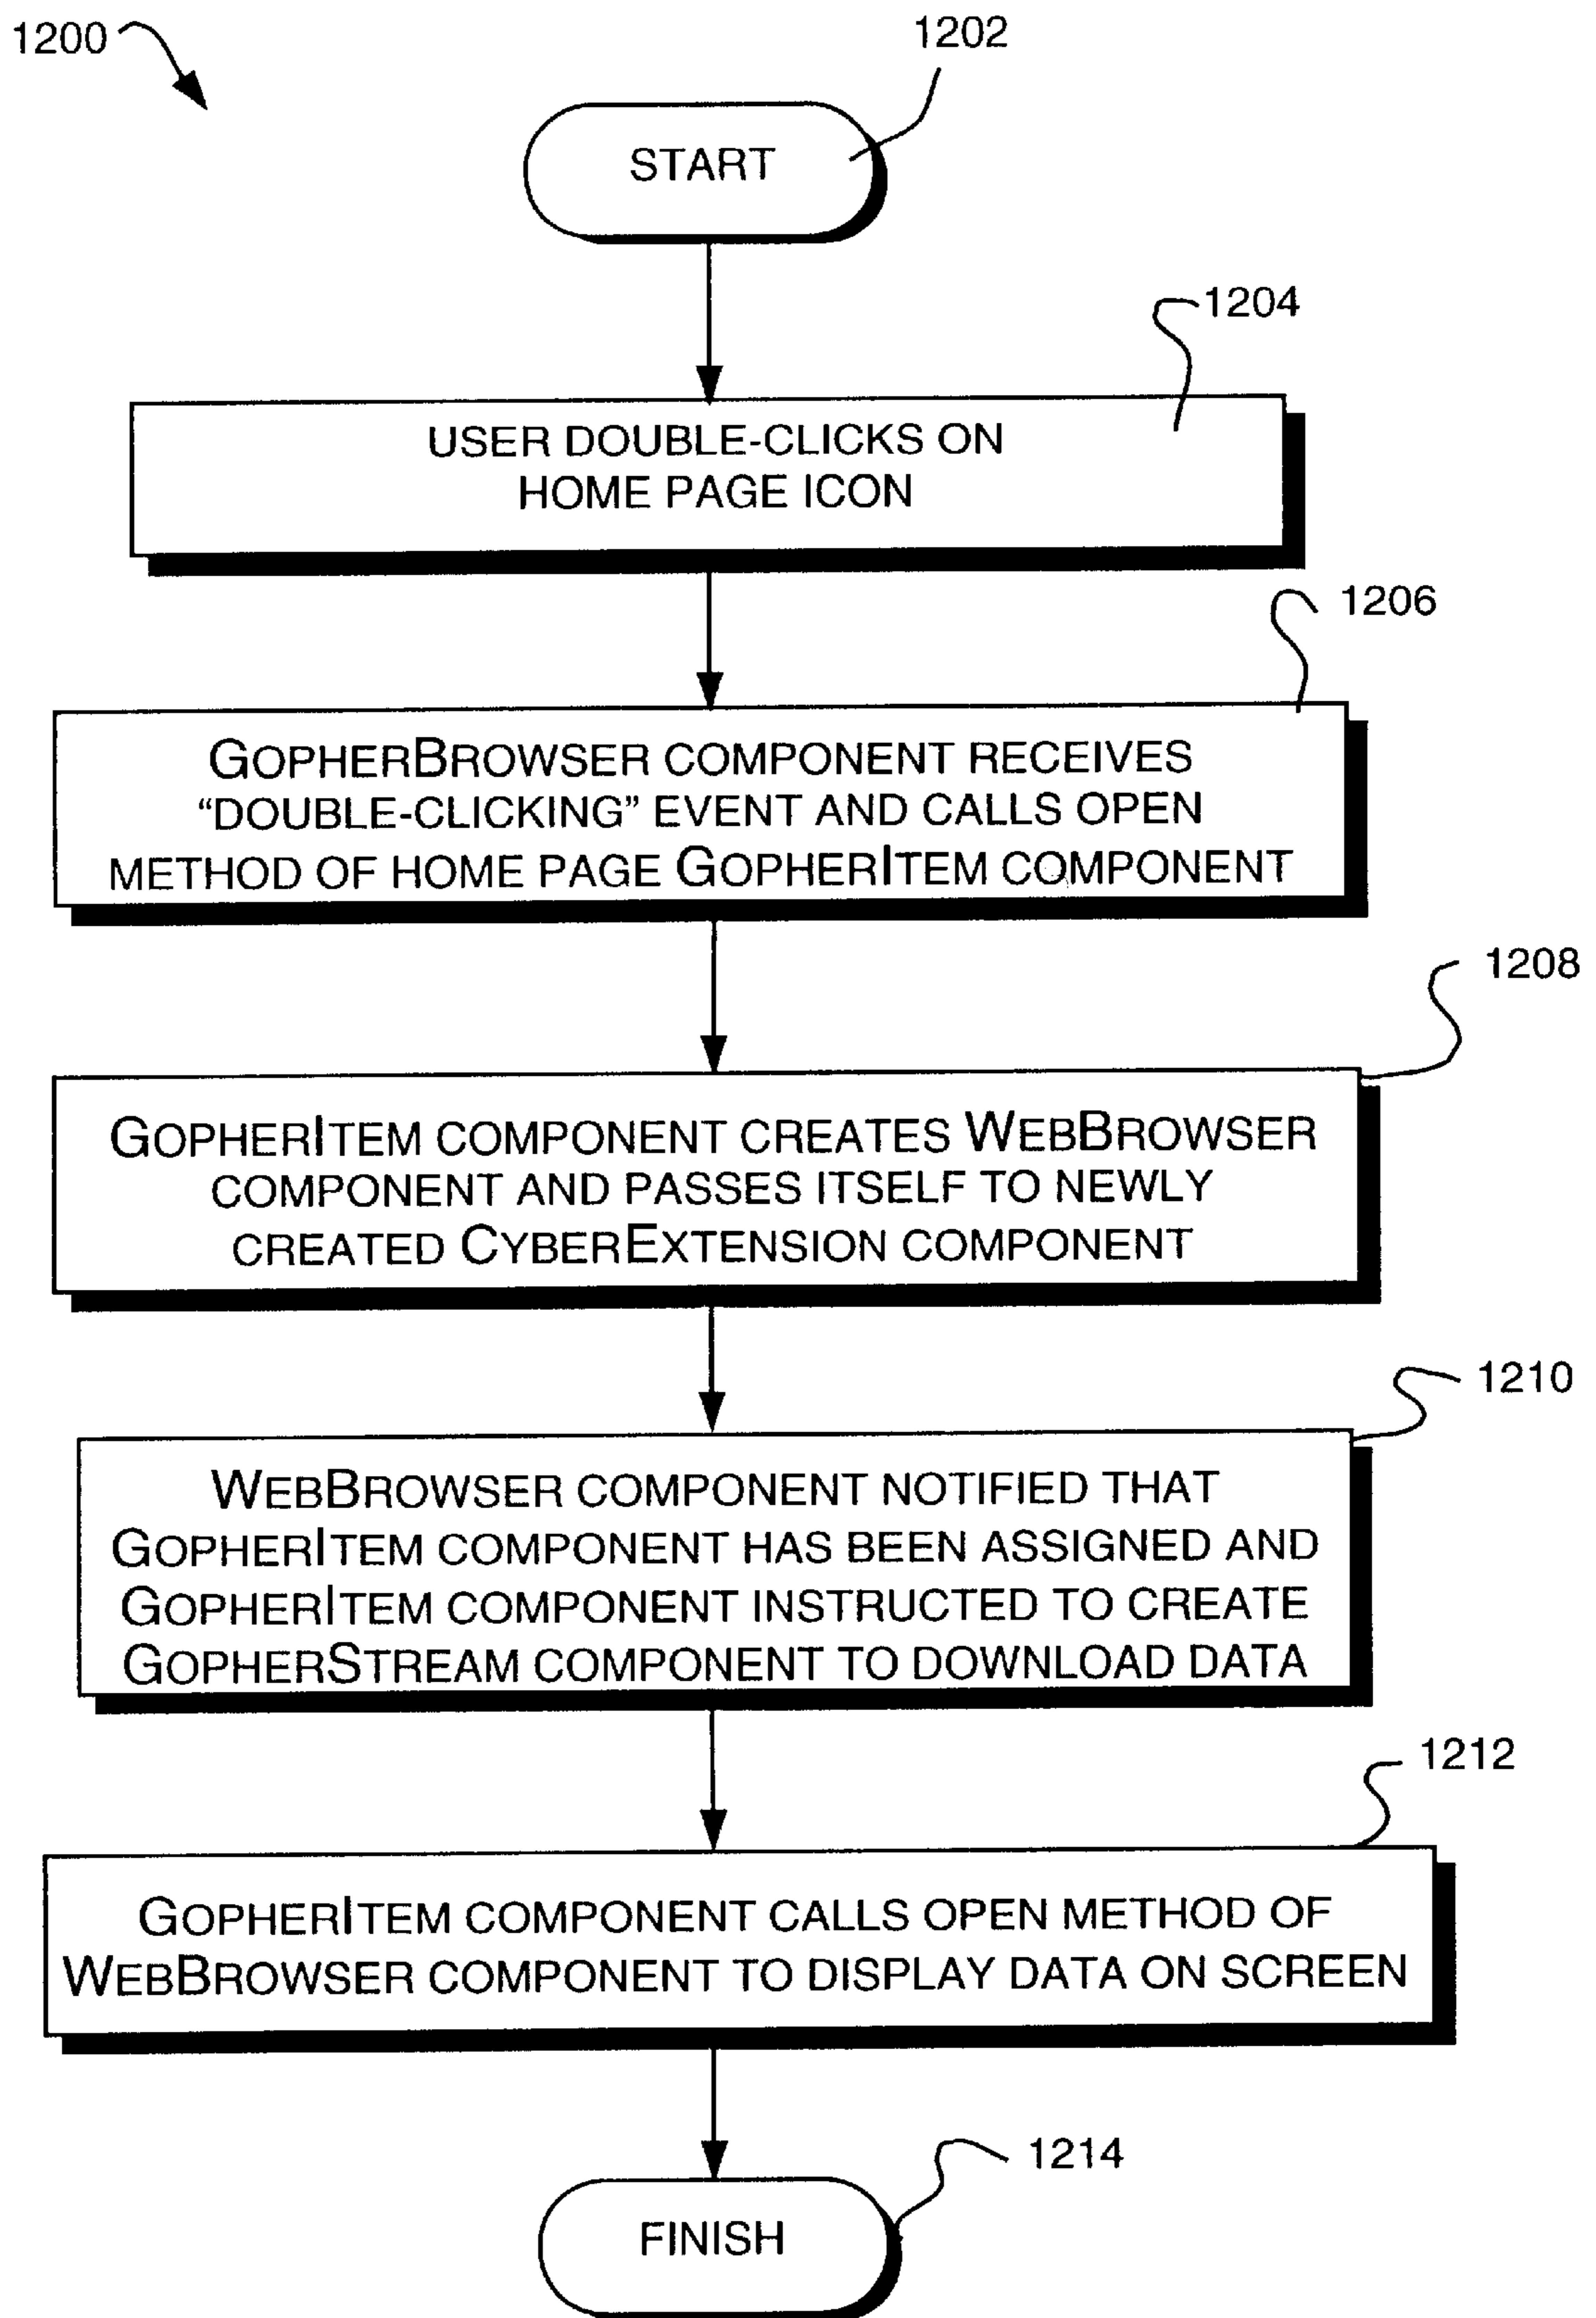 1200
1202
START
1204
USER DOUBLE-CLICKS ON
HOME PAGE ICON
1206
GOPHERBROWSER COMPONENT RECEIVES
“DOUBLE-CLICKING” EVENT AND CALLS OPEN
METHOD OF HOME PAGE GOPHERITEM COMPONENT
1208
GOPHERITEM COMPONENT CREATES WEBBROWSER
COMPONENT AND PASSES ITSELF TO NEWLY
CREATED CYBEREXTENSION COMPONENT
1210
WEBBROWSER COMPONENT NOTIFIED THAT
GOPHERITEM COMPONENT HAS BEEN ASSIGNED AND
GOPHERITEM COMPONENT INSTRUCTED TO CREATE
GOPHERSTREAM COMPONENT TO DOWNLOAD DATA
1212
GOPHERITEM COMPONENT CALLS OPEN METHOD OF
WEBBROWSER COMPONENT TO DISPLAY DATA ON SCREEN
1214
FINISH